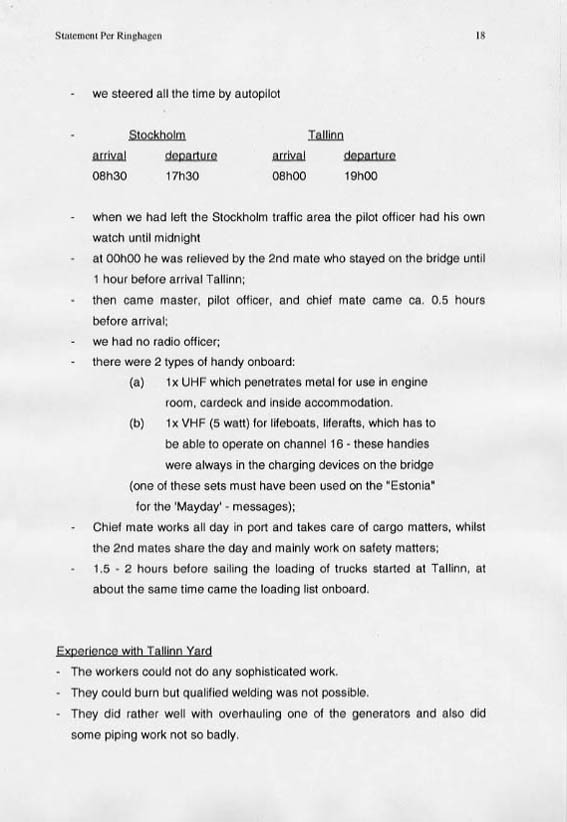 Statement Per Ringhagen 18
- we steered all the time by autopilot
- Stockholm Tallinn
arrival departure arrival departure
08h30 17h30 08h00 19h00
- when we had left the Stockholm traffic area the pilot officer had his own
watch until midnight
- at 00h00 he was relieved by the 2nd mate who stayed on the bridge until
1 hour before arrival Tallinn;
- then came master, pilot officer, and chief mate came ca. 0.5 hours
before arrival;
- we had no radio officer;
- there were 2 types of handy onboard:
(a) 1x UHF which penetrates metal for use in engine
room, cardeck and inside accommodation.
(b) 1x VHF (5 watt) for lifeboats, liferafts, which has to
be able to operate on channel 16 - these handies
were always in the charging devices on the bridge
(one of these sets must have been used on the "Estonia"
for the 'Mayday' - messages);
- Chief mate works all day in port and takes care of cargo matters, whilst
the 2nd mates share the day and mainly work on safety matters;
- 1.5 - 2 hours before sailing the loading of trucks started at Tallinn, at
about the same time came the loading list onboard.
Experience with Tallinn Yard
- The workers could not do any sophisticated work.
- They could burn but qualified welding was not possible.
- They did rather well with overhauling one of the generators and also did
some piping work not so badly.